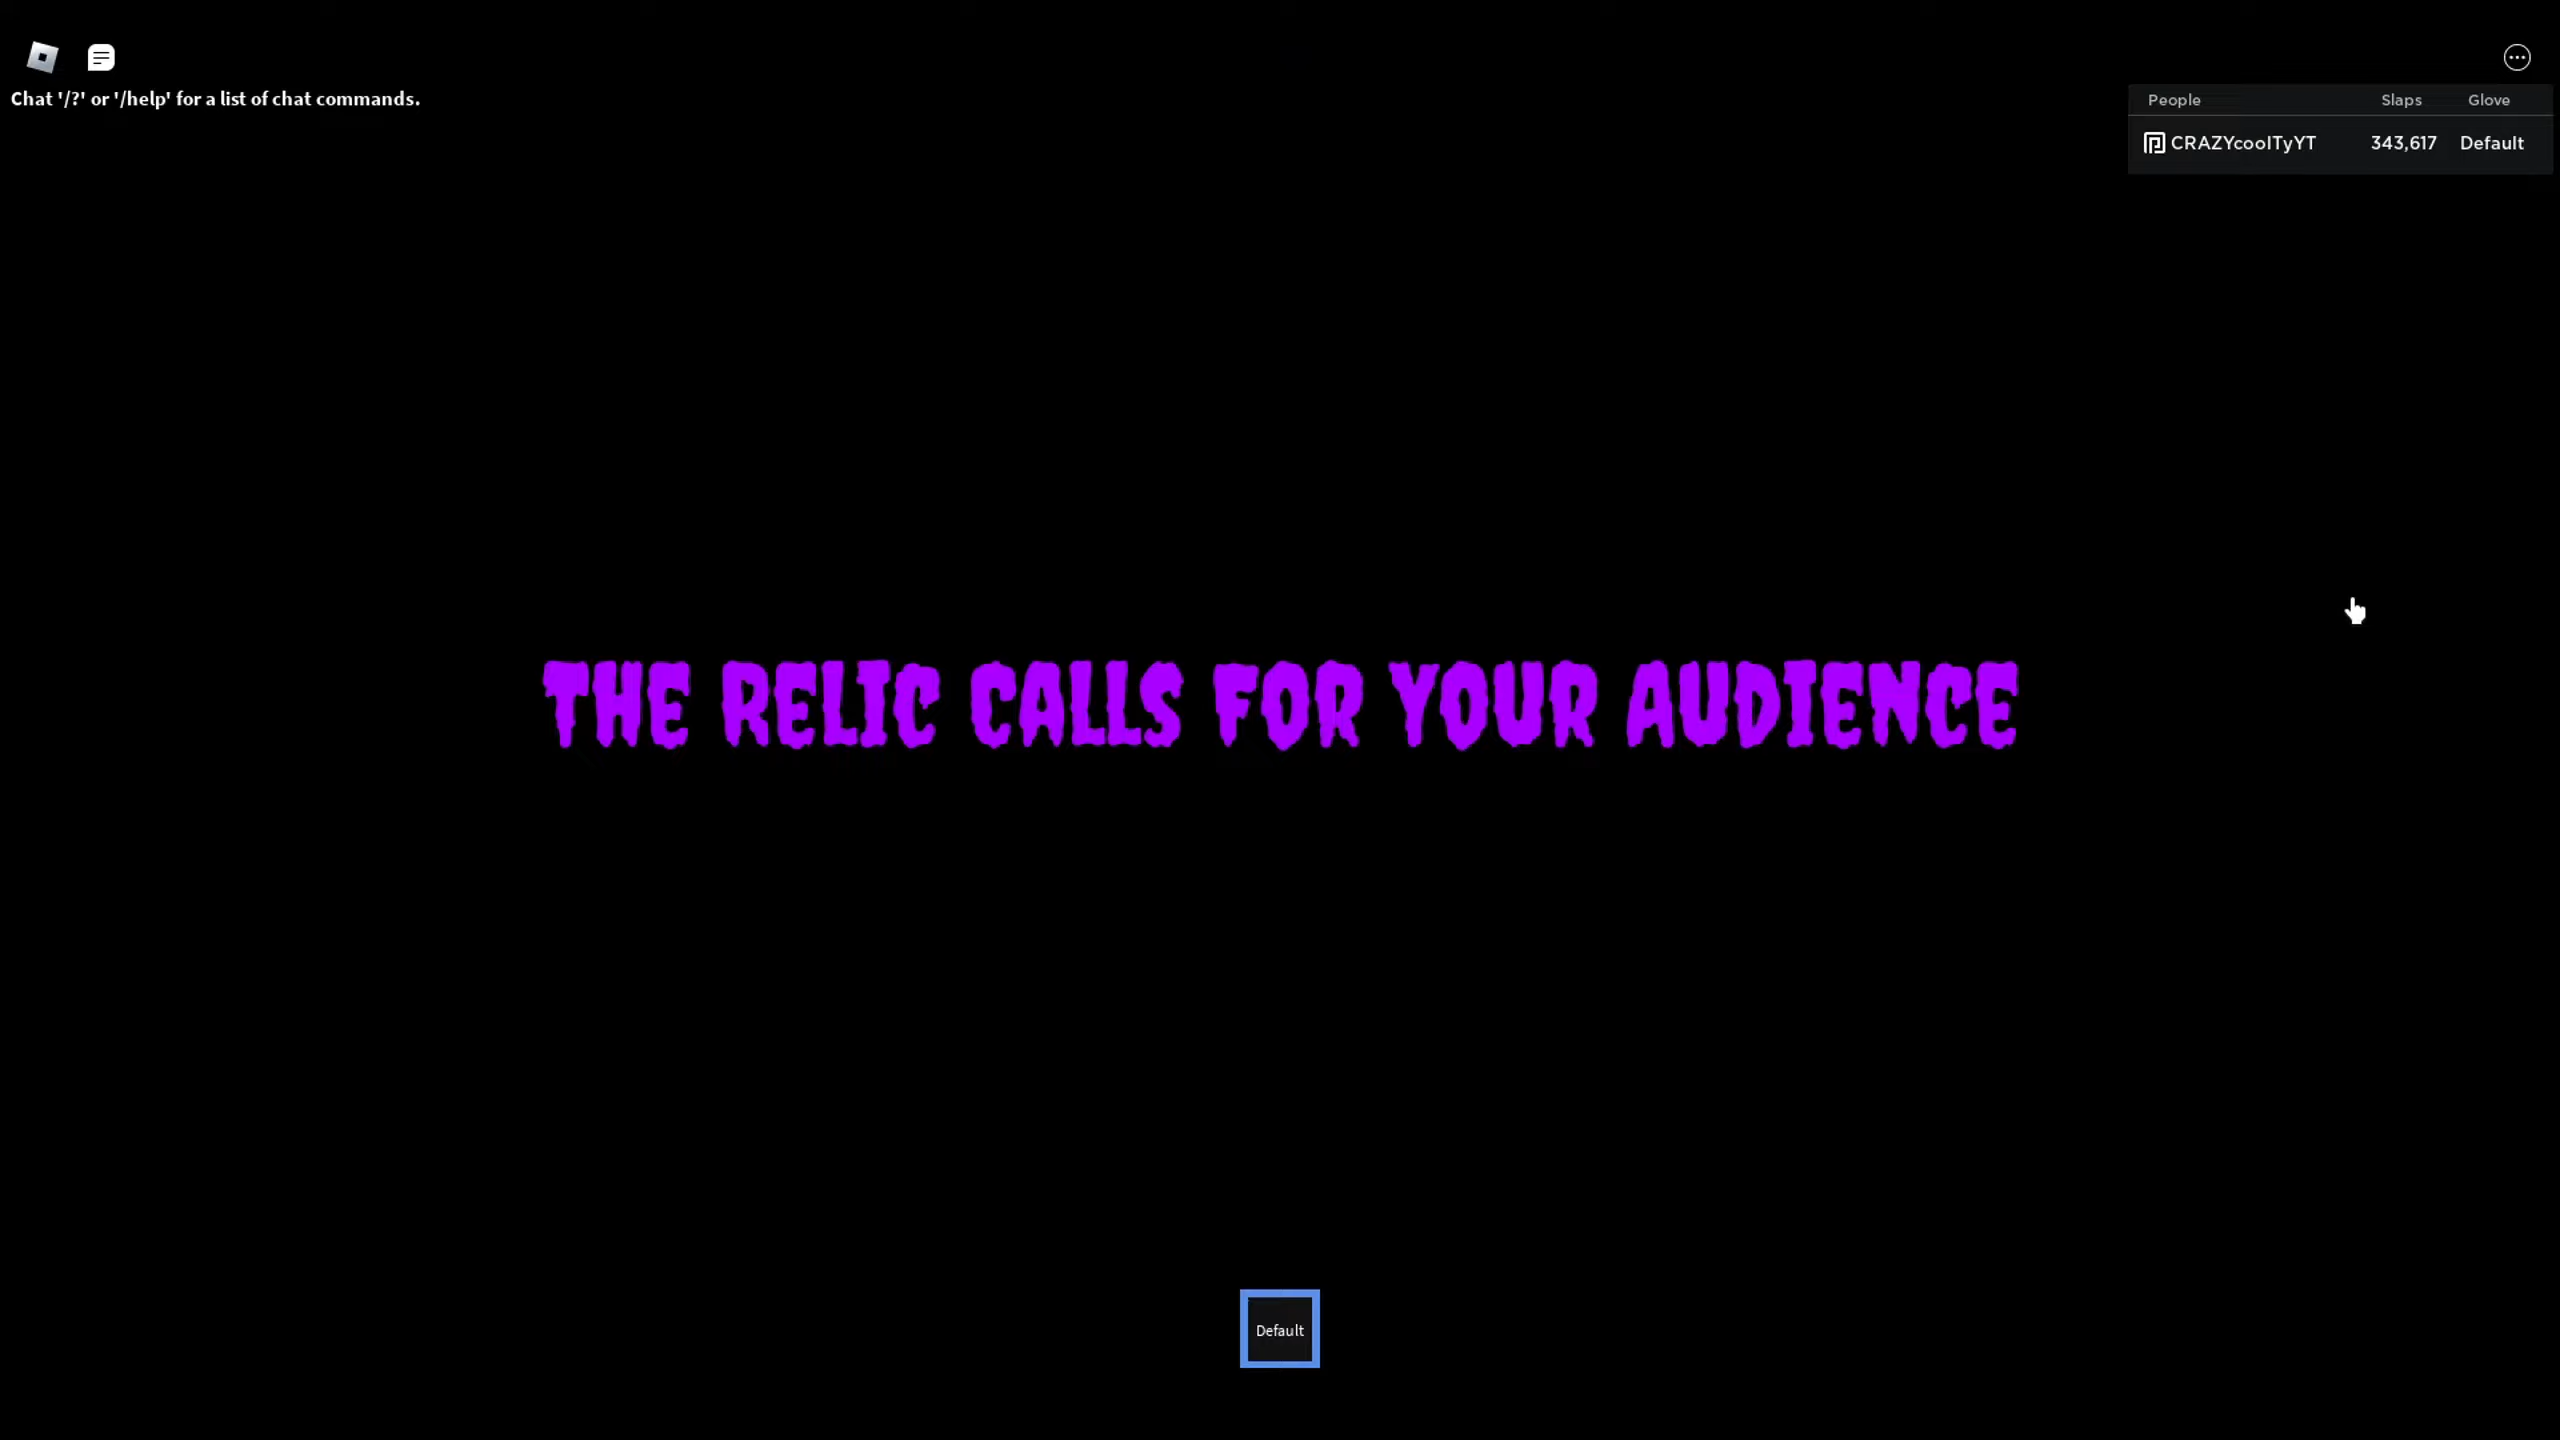 Chat '/?' or '/help' for a list of chat commands.
People Slaps Glove
CRAZYcoolTyYT 343,617 Default
THE RELIC CALLS FOR YOUR AUDIENCE
Default